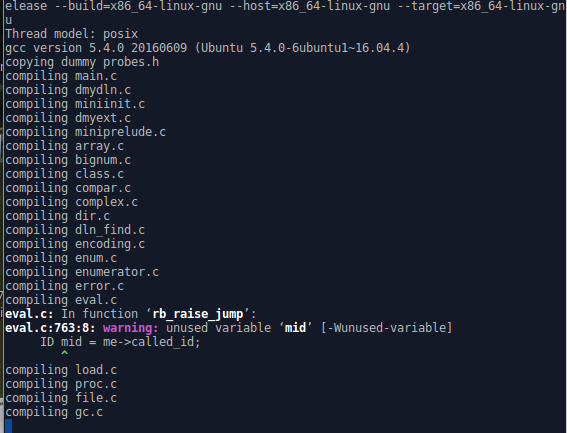 elease --build=x86_64-linux-gnu --host=x86_64-linux-gnu --target=x86_64-linux-gn
u
Thread model: posix
gcc version 5.4.0 20160609 (Ubuntu 5.4.0-6ubuntu1~16.04.4)
copying dummy probes.h
compiling main.c
compiling dmydln.c
compiling miniinit.c
compiling dmyext.c
compiling miniprelude.c
compiling array.c
compiling bignum.c
compiling class.c
compiling compar.c
compiling complex.c
compiling dir.c
compiling dln_find.c
compiling encoding.c
compiling enum.c
compiling enumerator.c
compiling error.c
compiling eval.c
eval.c: In function ‘rb_raise_jump’:
eval.c:763:8: warning: unused variable ‘mid’ [-Wunused-variable]
     ID mid = me->called_id;
        ^
compiling load.c
compiling proc.c
compiling file.c
compiling gc.c